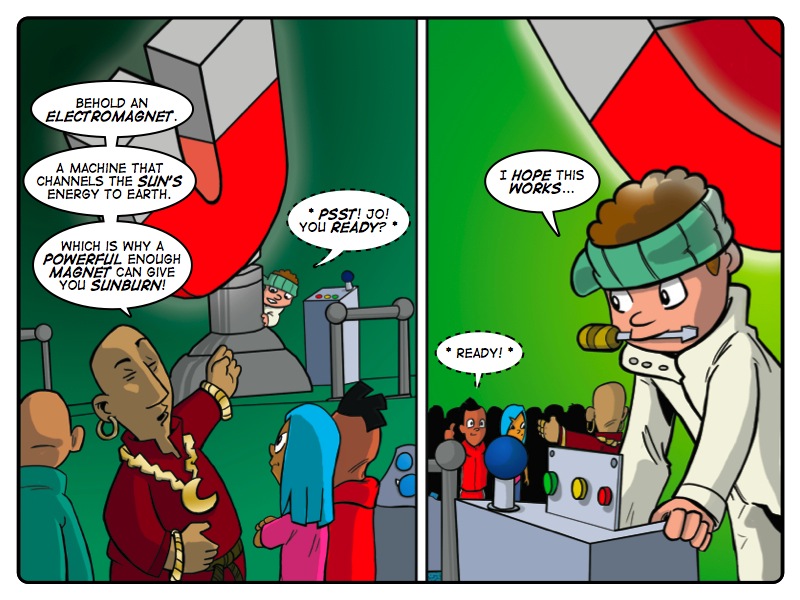 BEHOLD AN
ELECTROMAGNET.
A MACHINE THAT
CHANNELS THE SUN'S
ENERGY TO EARTH.
WHICH IS WHY A
POWERFUL ENOUGH
MAGNET CAN GIVE
YOU SUNBURN!
* PSST! JO!
YOU READY? *
I HOPE THIS
WORKS...
* READY! *